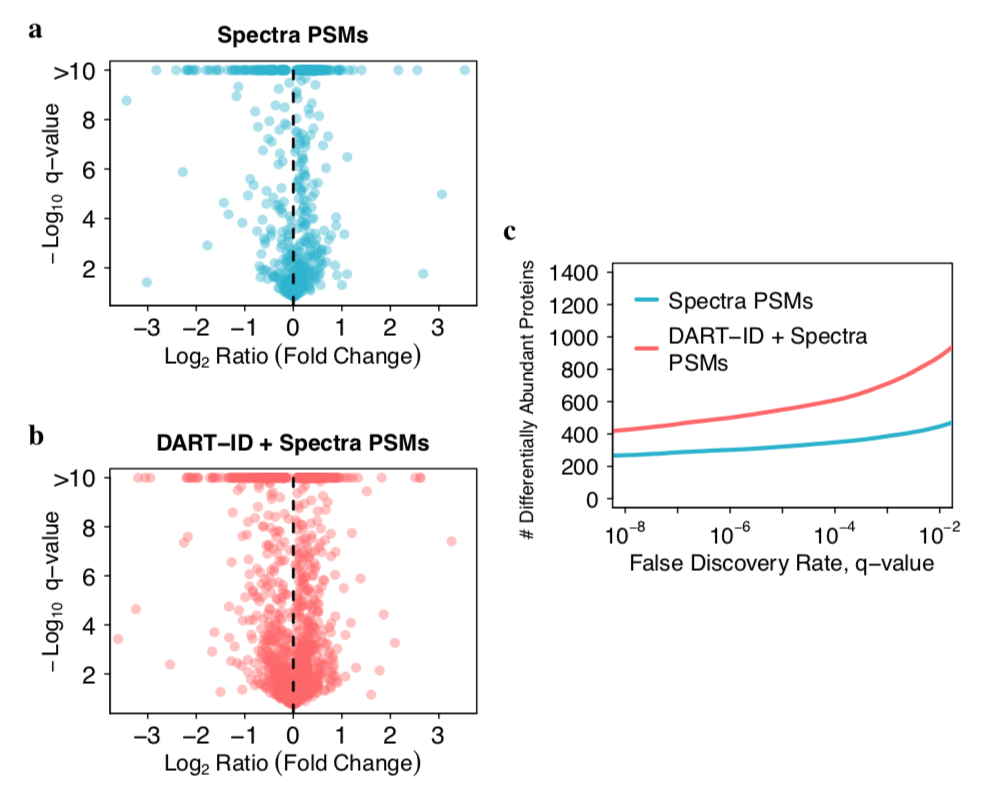 a
Spectra PSMs
>10
8
6
4
2
−Log10 q−value
−3 −2 −1 0 1 2 3
Log2 Ratio (Fold Change)
b
DART−ID + Spectra PSMs
>10
8
6
4
2
−Log10 q−value
−3 −2 −1 0 1 2 3
Log2 Ratio (Fold Change)
c
# Differentially Abundant Proteins
1400
1200
1000
800
600
400
200
0
Spectra PSMs
DART−ID + Spectra
PSMs
10−8 10−6 10−4 10−2
False Discovery Rate, q−value